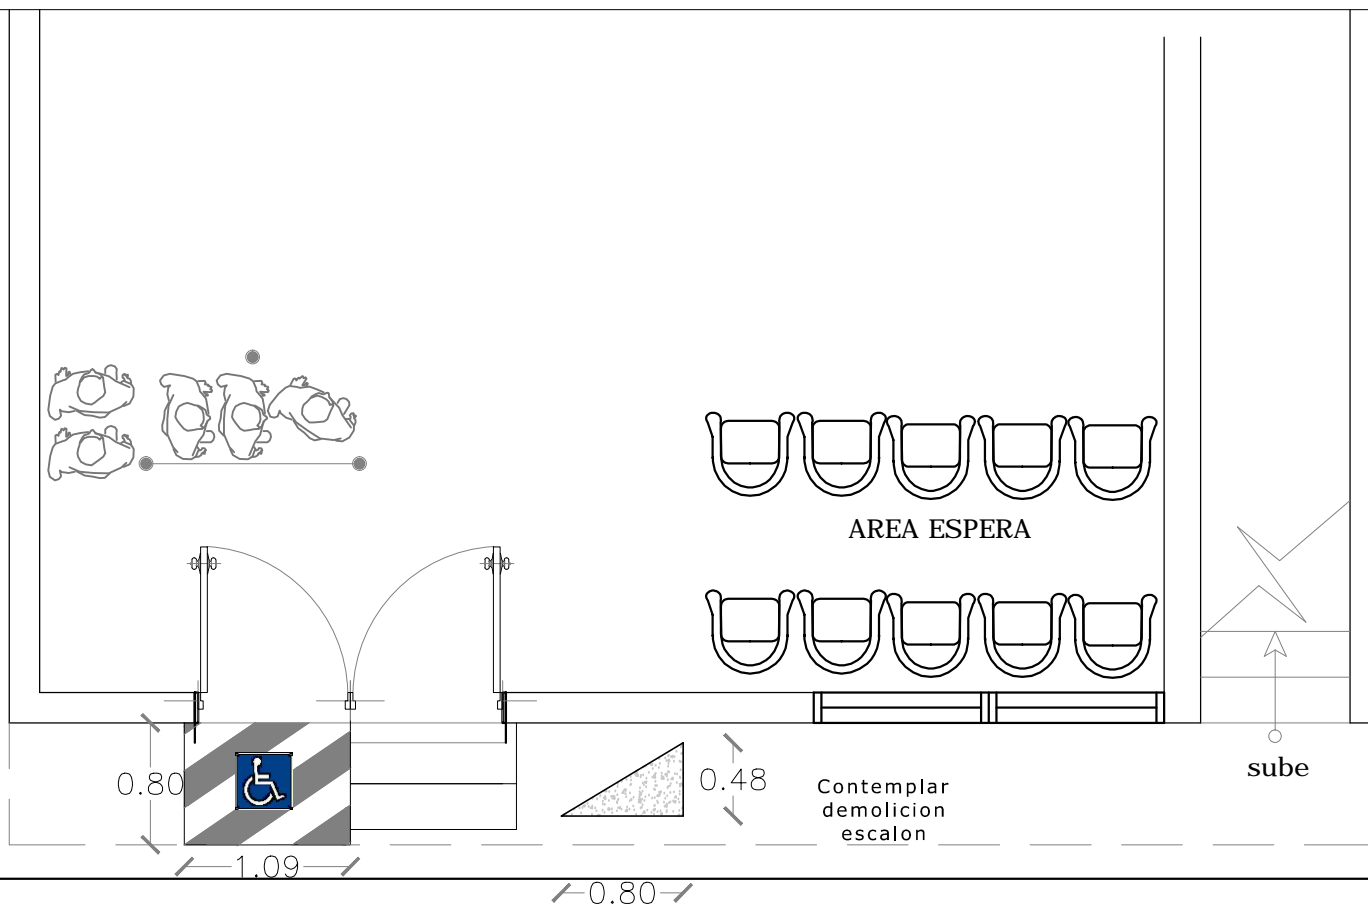 AREA ESPERA
sube
0.80
0.48
Contemplar
demolicion
escalon
1.09
0.80